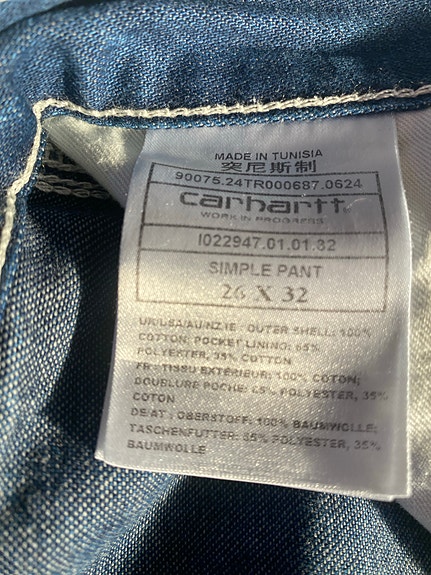 MADE IN TUNISIA
突尼斯制
90075.24TR000687.0624
carhartt
WORK IN PROGRESS
I022947.01.01.32
SIMPLE PANT
26 X 32
UK/USA/AU/NZ/IE : OUTER SHELL: 100%
COTTON; POCKET LINING: 65%
POLYESTER, 35% COTTON
FR : TISSU EXTÉRIEUR: 100% COTON;
DOUBLURE POCHE: 65% POLYESTER, 35%
COTON
DE/AT : OBERSTOFF: 100% BAUMWOLLE;
TASCHENFUTTER: 65% POLYESTER, 35%
BAUMWOLLE